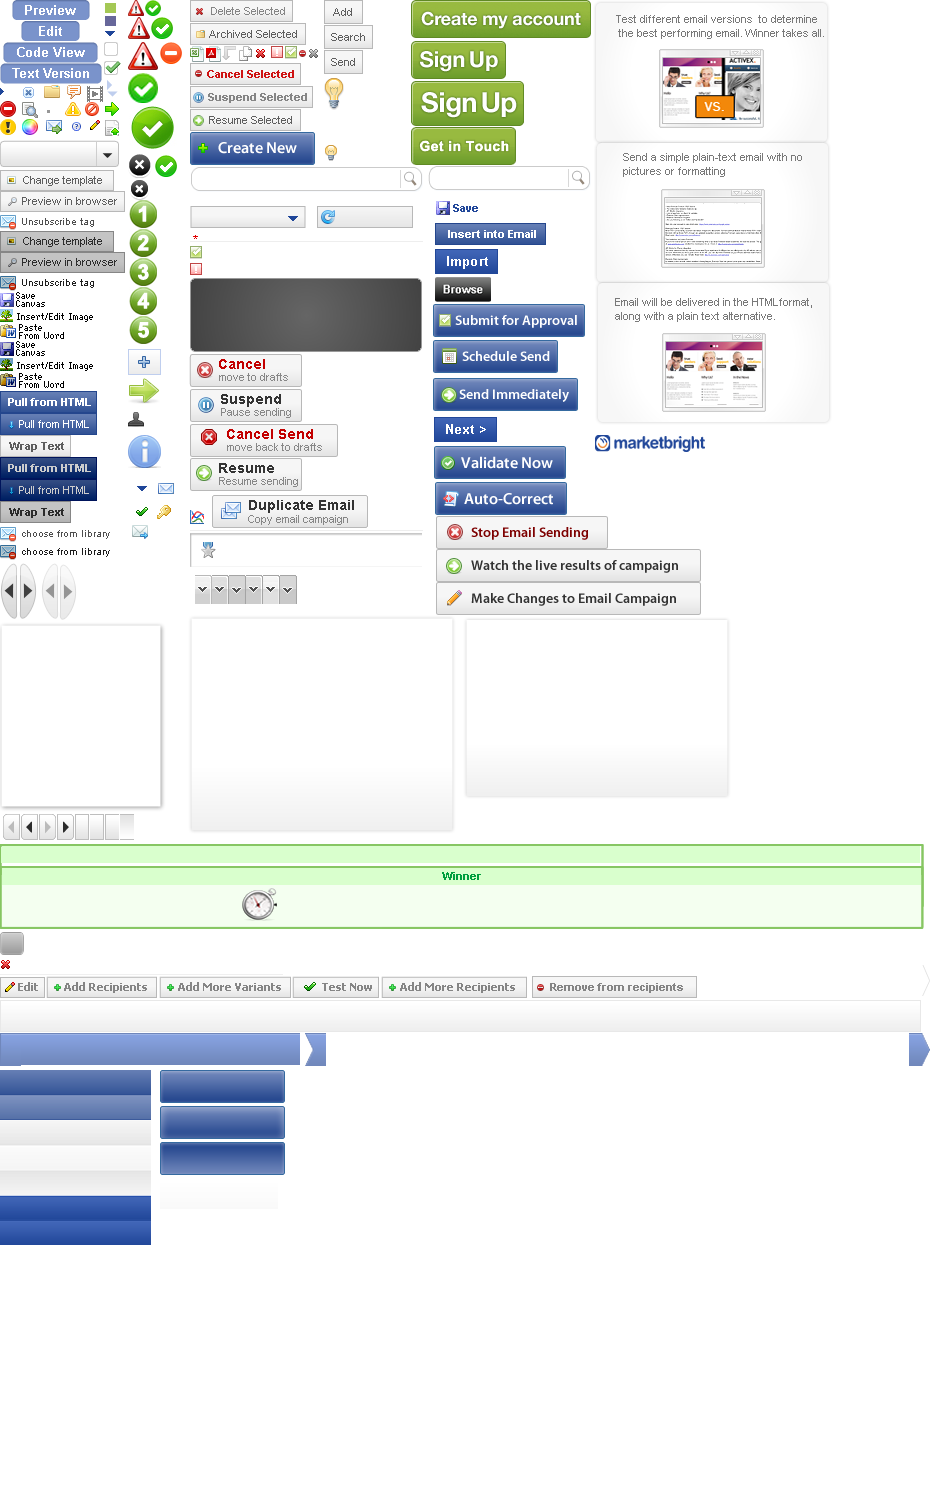 Preview
Edit
Code View
Text Version
Change template
Preview in browser
Unsubscribe tag
Change template
Preview in browser
Unsubscribe tag
Save
Canvas
Insert/Edit Image
Paste
From Word
Save
Canvas
Insert/Edit Image
Paste
From Word
Pull from HTML
Pull from HTML
Wrap Text
Pull from HTML
Pull from HTML
Wrap Text
choose from library
choose from library
1
2
3
4
5
Delete Selected
Archived Selected
Cancel Selected
Suspend Selected
Resume Selected
Create New
Add
Search
Send
*
Cancel
move to drafts
Suspend
Pause sending
Cancel Send
move back to drafts
Resume
Resume sending
Duplicate Email
Copy email campaign
Create my account
Sign Up
Sign Up
Get in Touch
Save
Insert into Email
Import
Browse
Submit for Approval
Schedule Send
Send Immediately
Next >
Validate Now
Auto-Correct
Stop Email Sending
Watch the live results of campaign
Make Changes to Email Campaign
Test different email versions to determine
the best performing email. Winner takes all.
ACTIVEX.
VS.
Send a simple plain-text email with no
pictures or formatting
Email will be delivered in the HTML format,
along with a plain text alternative.
marketbright
Winner
Edit
Add Recipients
Add More Variants
Test Now
Add More Recipients
Remove from recipients